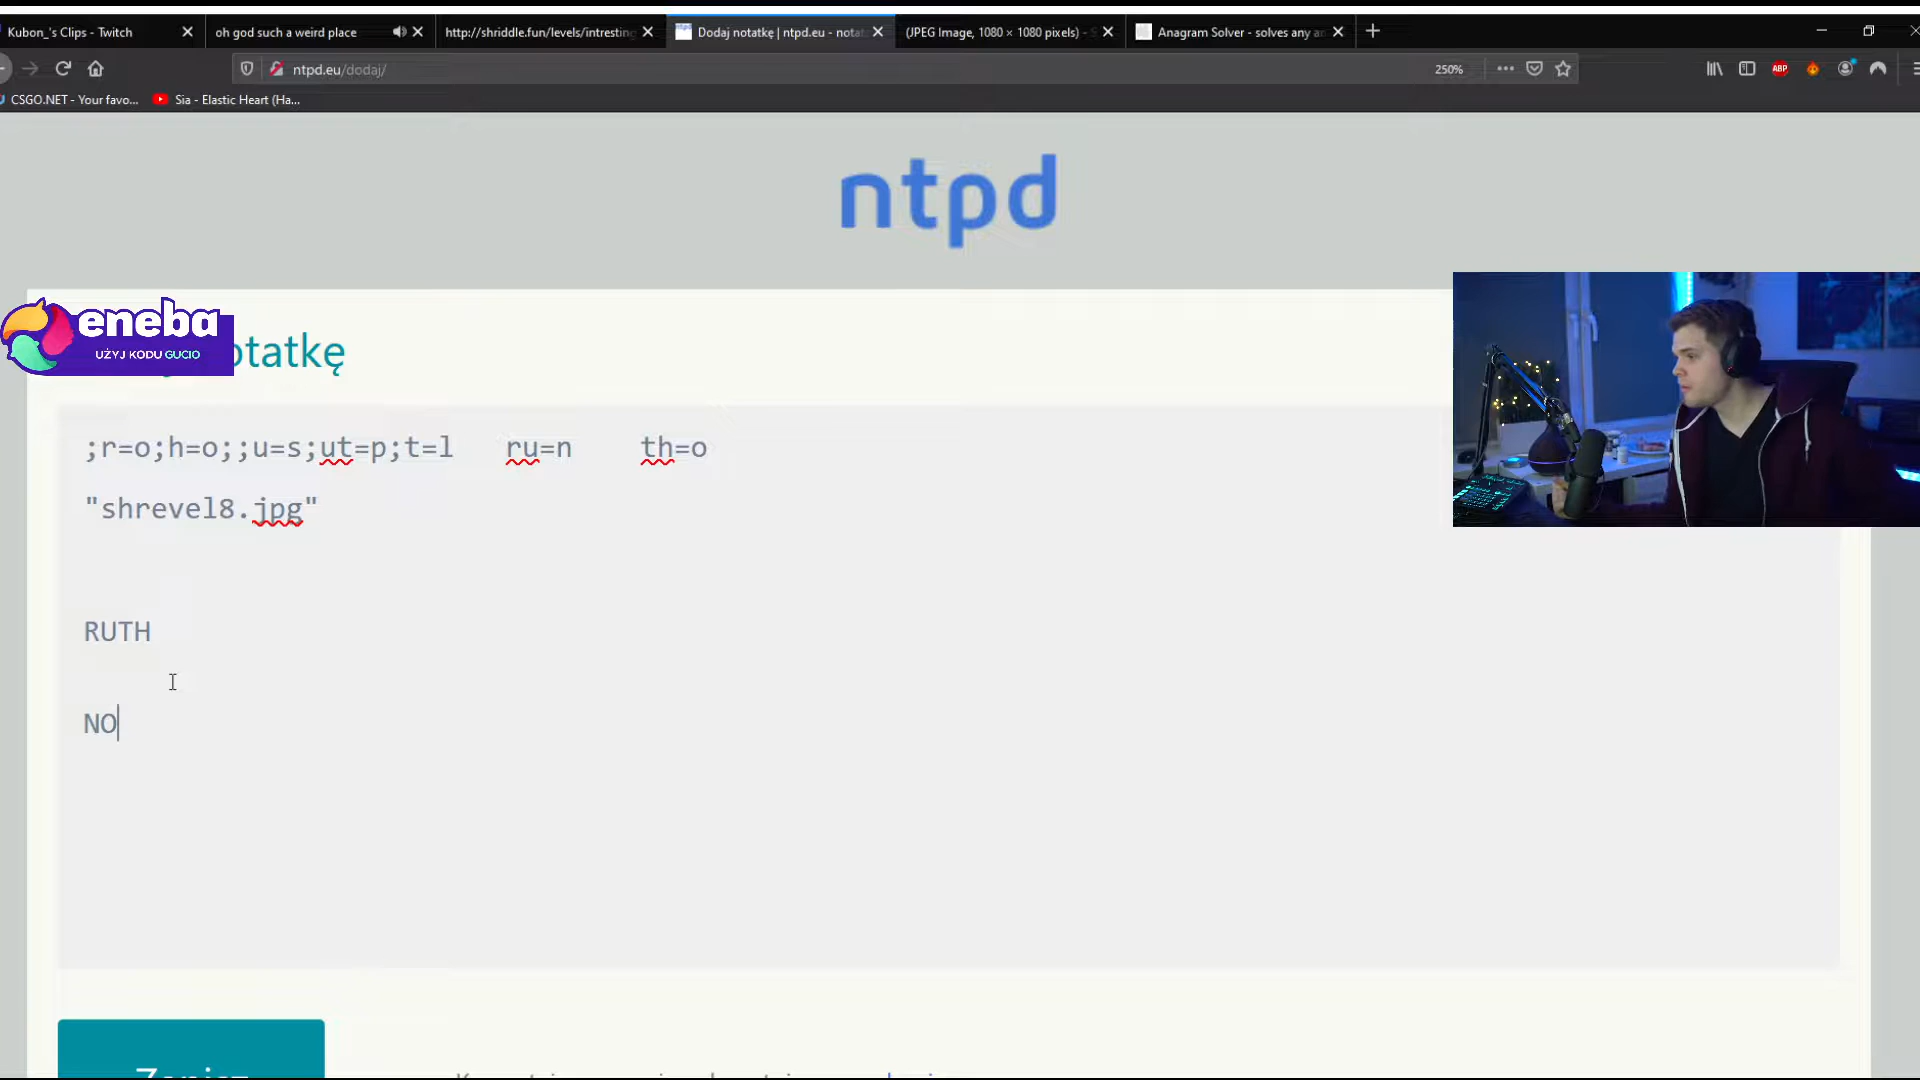 Kubon_'s Clips - Twitch
oh god such a weird place
http://shriddle.fun/levels/intresting
Dodaj notatkę | ntpd.eu - notat
(JPEG Image, 1080 × 1080 pixels) - S
Anagram Solver - solves any an
ntpd.eu/dodaj/
250%
ABP
CSGO.NET - Your favo...
Sia - Elastic Heart (Ha...
ntpd
eneba
UŻYJ KODU GUCIO
otatkę
;r=o;h=o;;u=s;ut=p;t=l ru=n th=o
"shrevel8.jpg"
RUTH
NO